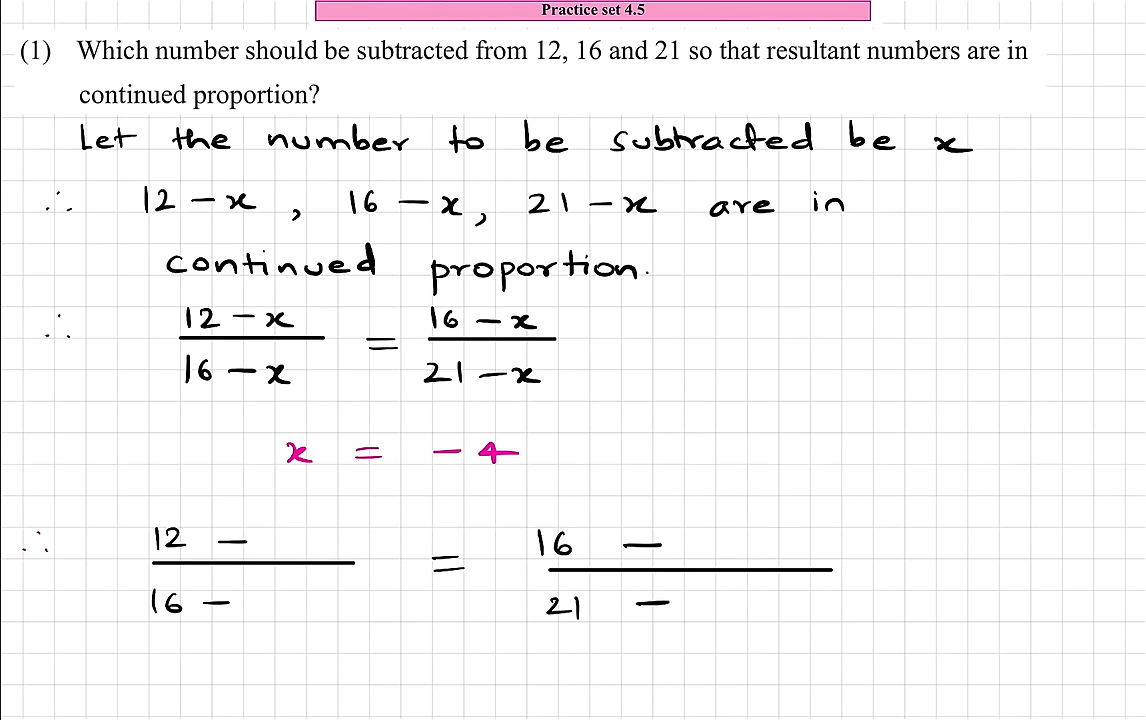 Practice set 4.5
(1) Which number should be subtracted from 12, 16 and 21 so that resultant numbers are in
continued proportion?
Let the number to be subtracted be x
∴ 12 - x , 16 - x, 21 - x are in
continued proportion.
∴ 12 - x / 16 - x = 16 - x / 21 - x
x = - 4
∴ 12 - / 16 - = 16 - / 21 -